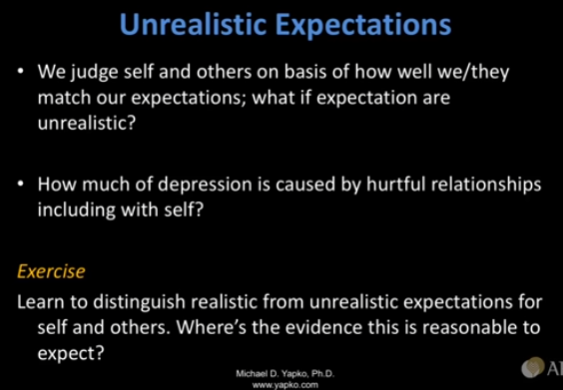 Unrealistic Expectations
• We judge self and others on basis of how well we/they
match our expectations; what if expectation are
unrealistic?
• How much of depression is caused by hurtful relationships
including with self?
Exercise
Learn to distinguish realistic from unrealistic expectations for
self and others. Where's the evidence this is reasonable to
expect?
Michael D. Yapko, Ph.D.
www.yapko.com